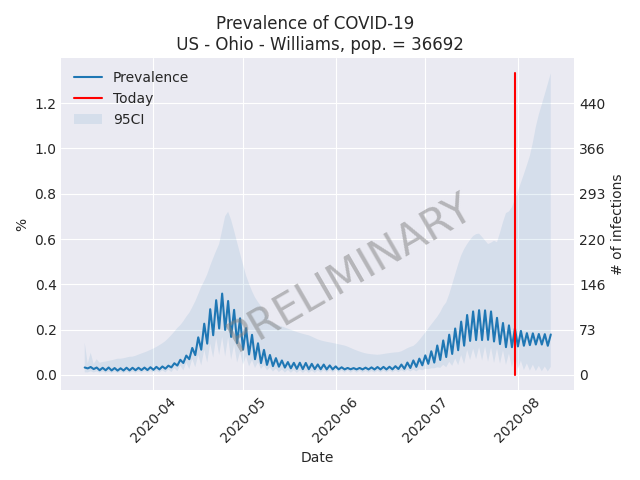 Prevalence of COVID-19
US - Ohio - Williams, pop. = 36692
Prevalence
Today
95CI
1.2
1.0
0.8
0.6
0.4
0.2
0.0
%
440
366
293
220
146
73
0
# of infections
PRELIMINARY
2020-04
2020-05
2020-06
2020-07
2020-08
Date